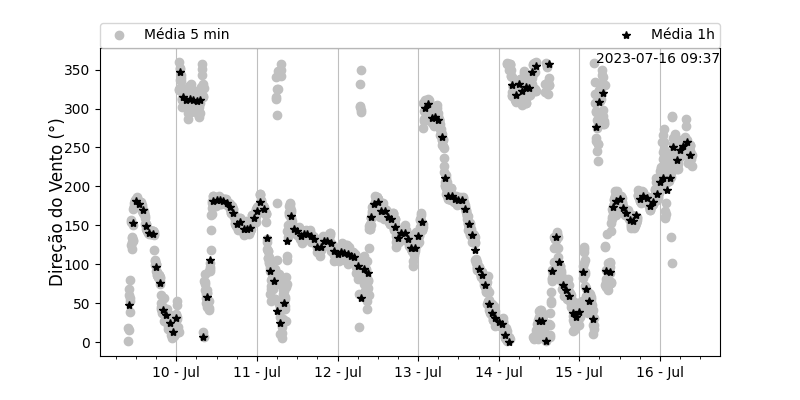 Média 5 min
Média 1h
2023-07-16 09:37
Direção do Vento (°)
350
300
250
200
150
100
50
0
10 - Jul
11 - Jul
12 - Jul
13 - Jul
14 - Jul
15 - Jul
16 - Jul